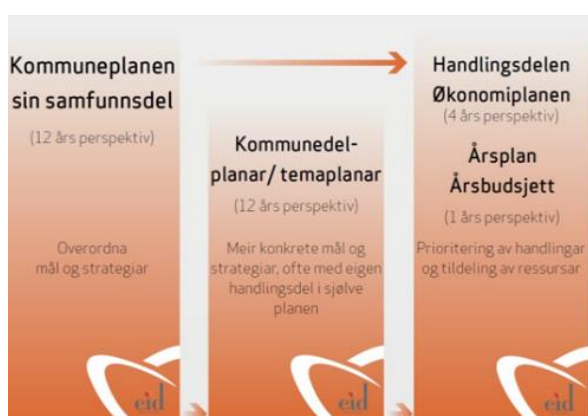 Kommuneplanen
sin samfunnsdel
(12 års perspektiv)
Overordna
mål og strategiar
eid
Kommunedel-
planar/ temaplanar
(12 års perspektiv)
Meir konkrete mål og
strategiar, ofte med eigen
handlingsdel i sjølve
planen
eid
Handlingsdelen
Økonomiplanen
(4 års perspektiv)
Årsplan
Årsbudsjett
(1 års perspektiv)
Prioritering av handlingar
og tildeling av ressursar
eid